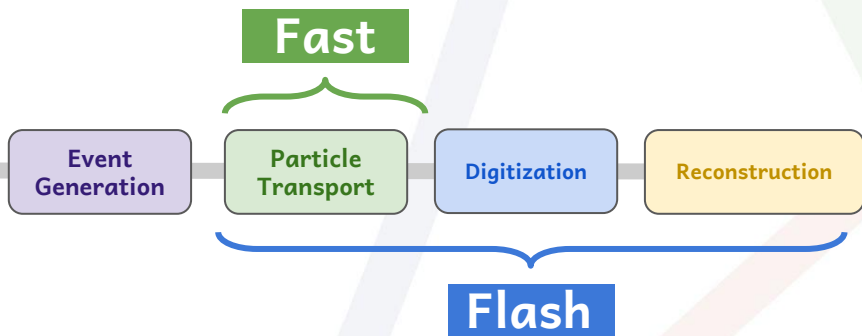 Fast
Event
Generation
Particle
Transport
Digitization
Reconstruction
Flash